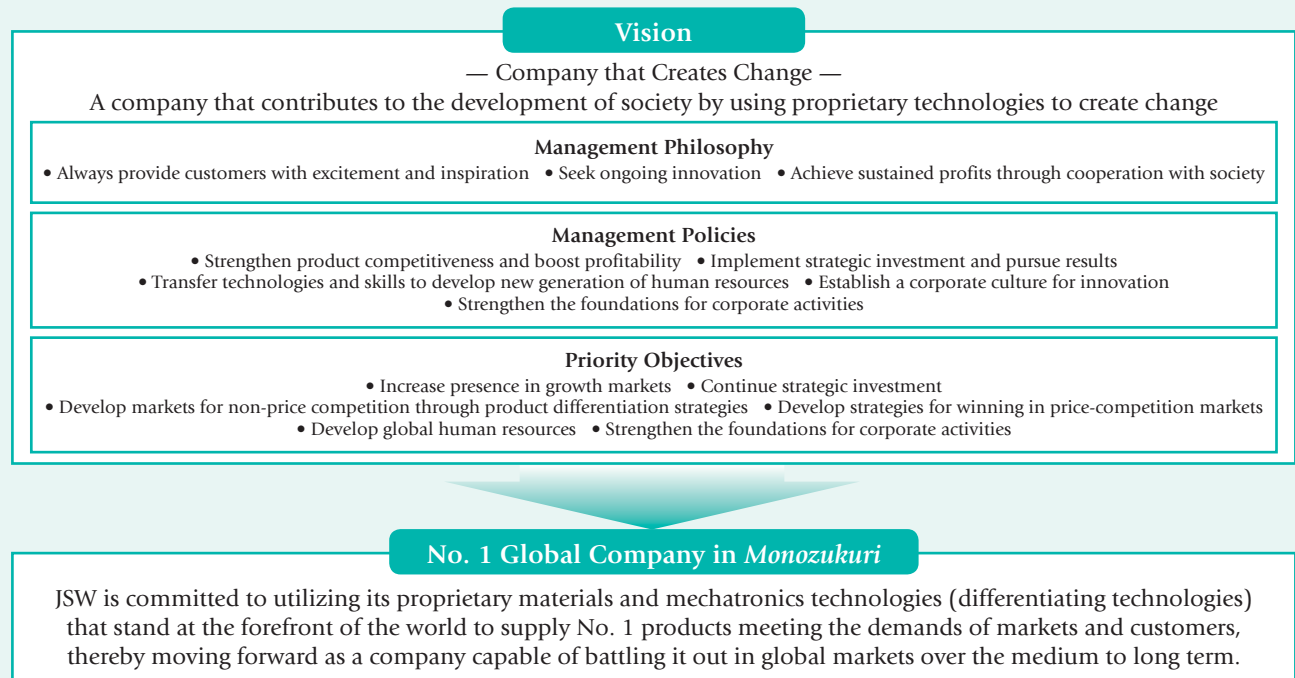 Vision
— Company that Creates Change —
A company that contributes to the development of society by using proprietary technologies to create change
Management Philosophy
• Always provide customers with excitement and inspiration • Seek ongoing innovation • Achieve sustained profits through cooperation with society
Management Policies
• Strengthen product competitiveness and boost profitability • Implement strategic investment and pursue results
• Transfer technologies and skills to develop new generation of human resources • Establish a corporate culture for innovation
• Strengthen the foundations for corporate activities
Priority Objectives
• Increase presence in growth markets • Continue strategic investment
• Develop markets for non-price competition through product differentiation strategies • Develop strategies for winning in price-competition markets
• Develop global human resources • Strengthen the foundations for corporate activities
No. 1 Global Company in Monozukuri
JSW is committed to utilizing its proprietary materials and mechatronics technologies (differentiating technologies)
that stand at the forefront of the world to supply No. 1 products meeting the demands of markets and customers,
thereby moving forward as a company capable of battling it out in global markets over the medium to long term.